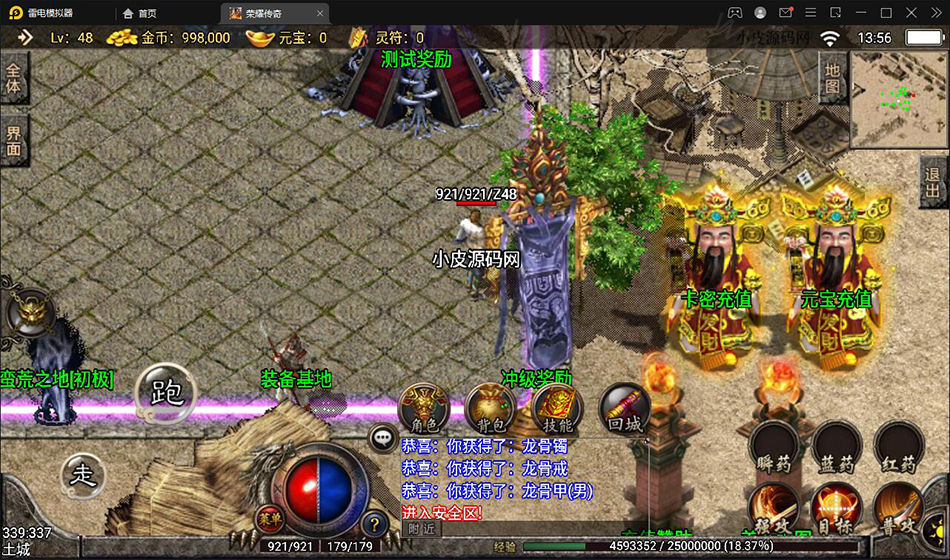 雷电模拟器
首页
荣耀传奇
Lv：48
金币：998,000
元宝：0
灵符：0
小皮源码网
13:56
全体
界面
测试奖励
地图
退出
921/921/Z48
小皮源码网
卡密充值
元宝充值
发财
发财
蛮荒之地[初极]
装备基地
冲级奖励
跑
走
角色
背包
技能
回城
恭喜：你获得了：龙骨镯
恭喜：你获得了：龙骨戒
恭喜：你获得了：龙骨甲(男)
进入安全区!
附近
瞬药
蓝药
红药
强攻
目标
普攻
菜单
?
339:337
土城
921/921
179/179
经验
4593352 / 25000000 (18.37%)